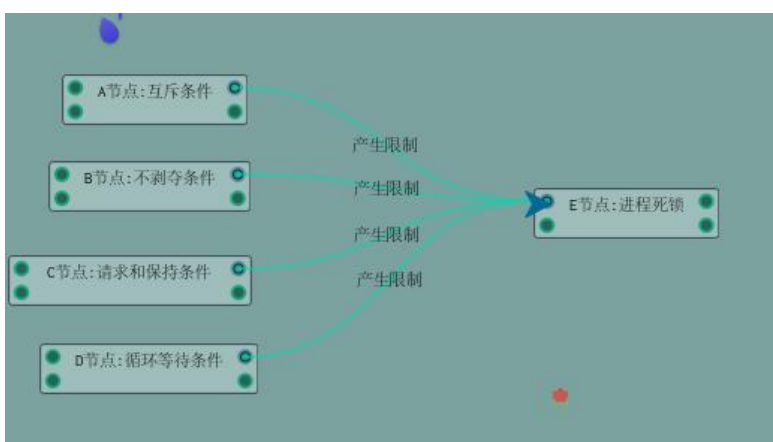 A节点:互斥条件
产生限制
B节点:不剥夺条件
产生限制
E节点:进程死锁
产生限制
C节点:请求和保持条件
产生限制
D节点:循环等待条件